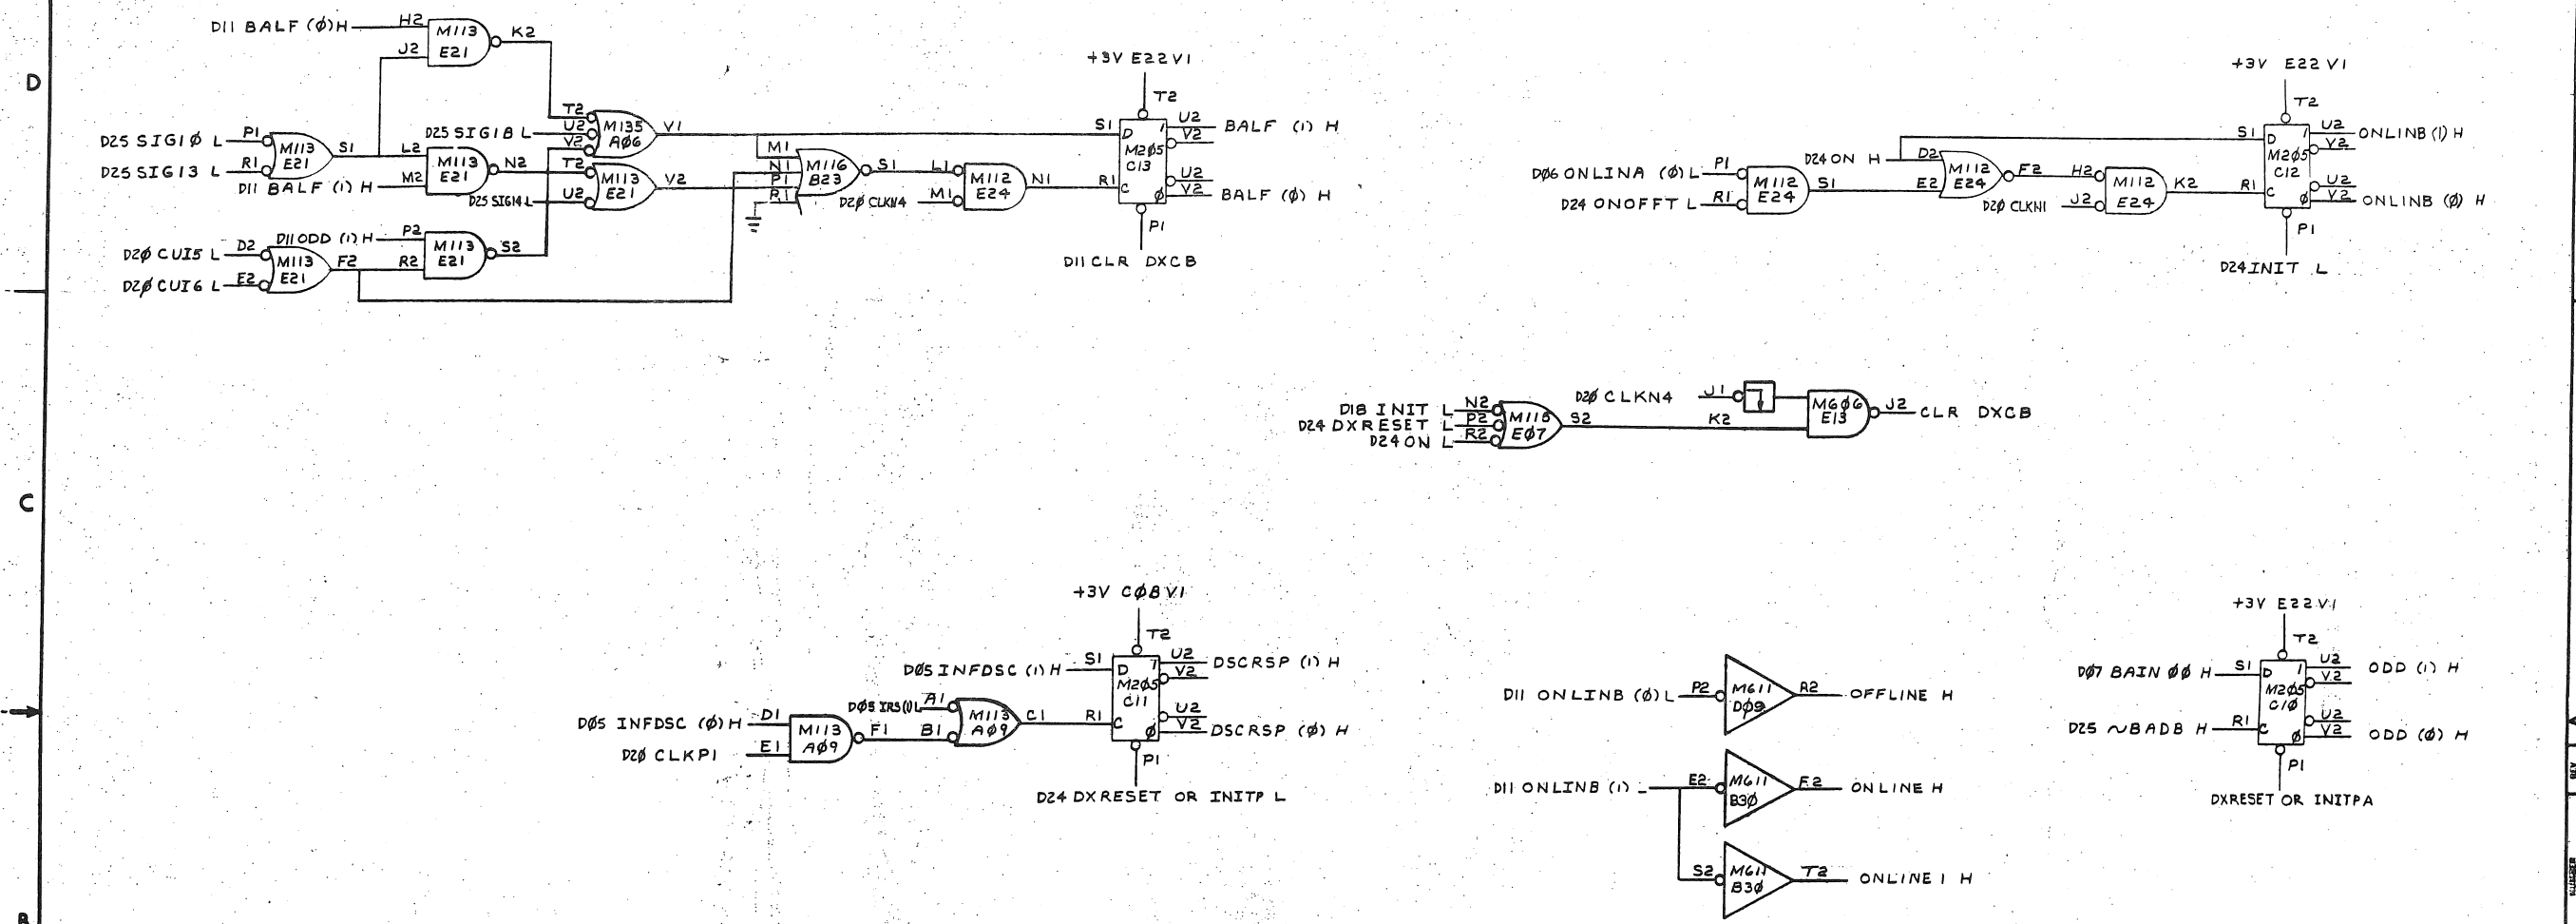 D
D11 BALF (Ø) H
H2
J2
M113
E21
K2
D25 SIG1Ø L
P1
D25 SIG13 L
R1
M113
E21
S1
L2
D11 BALF (1) H
M2
M113
E21
N2
T2
D25 SIG18 L
U2
V2
M135
AØ6
V1
T2
D25 SIG14 L
U2
M113
E21
V2
D2Ø CUI5 L
D2
D2Ø CUI6 L
E2
M113
E21
F2
D11 ODD (1) H
P2
R2
M113
E21
S2
M1
N1
P1
R1
M116
B23
S1
L1
D2Ø CLKN4
M1
M112
E24
N1
+3V E22V1
T2
S1
D
1
M2Ø5
C13
R1
C
Ø
U2
V2
BALF (1) H
U2
V2
BALF (Ø) H
P1
D11 CLR DXCB
DØ6 ONLINA (Ø) L
P1
D24 ONOFFT L
R1
M112
E24
S1
D24 ON H
D2
E2
M112
E24
F2
H2
D2Ø CLKN1
J2
M112
E24
K2
+3V E22 V1
T2
S1
D
1
M2Ø5
C12
R1
C
Ø
U2
V2
ONLINB (1) H
U2
V2
ONLINB (Ø) H
P1
D24 INIT L
C
D18 INIT L
N2
D24 DXRESET L
P2
D24 ON L
R2
EØ7
S2
D2Ø CLKN4
J1
K2
M6Ø6
E13
J2
CLR DXCB
DØ5 INFDSC (Ø) H
D1
D2Ø CLKP1
E1
M113
AØ9
F1
DØ5 IRS(1)L
A1
B1
M113
AØ9
C1
DØ5 INFDSC (1) H
+3V CØ8V1
T2
S1
D
1
M2Ø5
C11
R1
C
Ø
U2
V2
DSCRSP (1) H
U2
V2
DSCRSP (Ø) H
P1
D24 DXRESET OR INITP L
D11 ONLINB (Ø) L
P2
M611
DØ9
R2
OFFLINE H
D11 ONLINB (1)
E2
M611
B3Ø
F2
ONLINE H
S2
M611
B3Ø
T2
ONLINE 1 H
+3V E22V1
T2
DØ7 BAIN ØØ H
S1
D
1
M2Ø5
C1Ø
D25 ~BADB H
R1
C
Ø
U2
V2
ODD (1) H
U2
V2
ODD (Ø) H
P1
DXRESET OR INITPA
REV
B